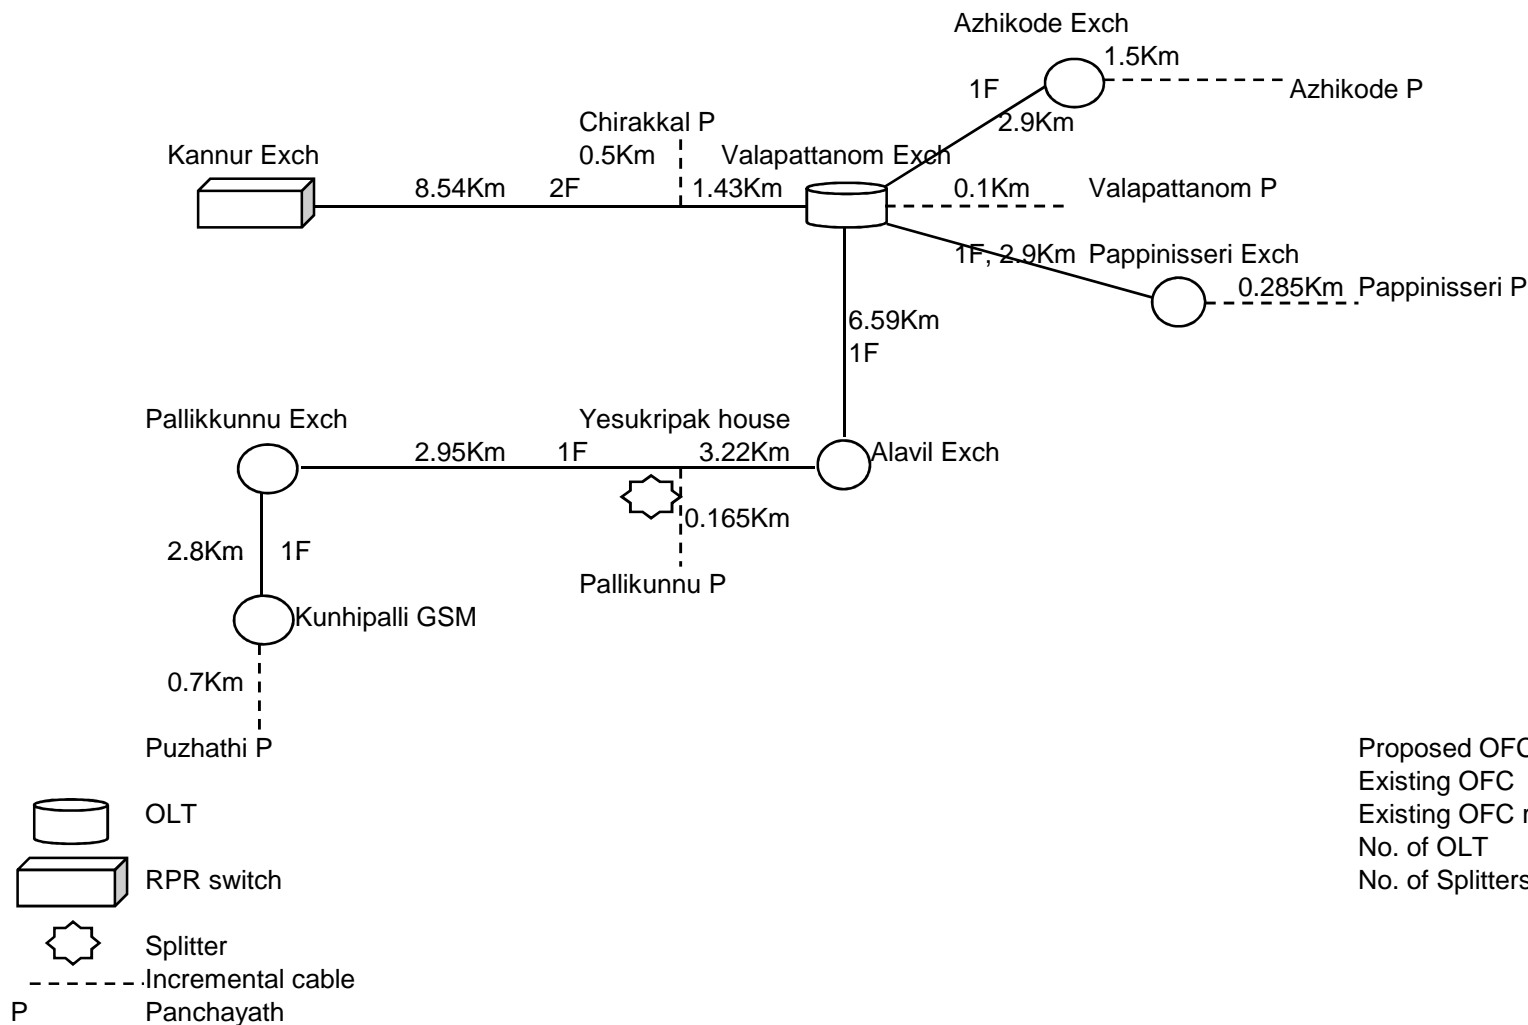 Azhikode Exch
1.5Km
1F
Azhikode P
2.9Km
Chirakkal P
Kannur Exch
0.5Km
Valapattanom Exch
8.54Km
2F
1.43Km
0.1Km
Valapattanom P
1F, 2.9Km
Pappinisseri Exch
0.285Km
Pappinisseri P
6.59Km
1F
Pallikkunnu Exch
Yesukripak house
2.95Km
1F
3.22Km
Alavil Exch
0.165Km
2.8Km
1F
Pallikunnu P
Kunhipalli GSM
0.7Km
Puzhathi P
Proposed OFC
Existing OFC
Existing OFC r
No. of OLT
No. of Splitters
OLT
RPR switch
Splitter
Incremental cable
P Panchayath